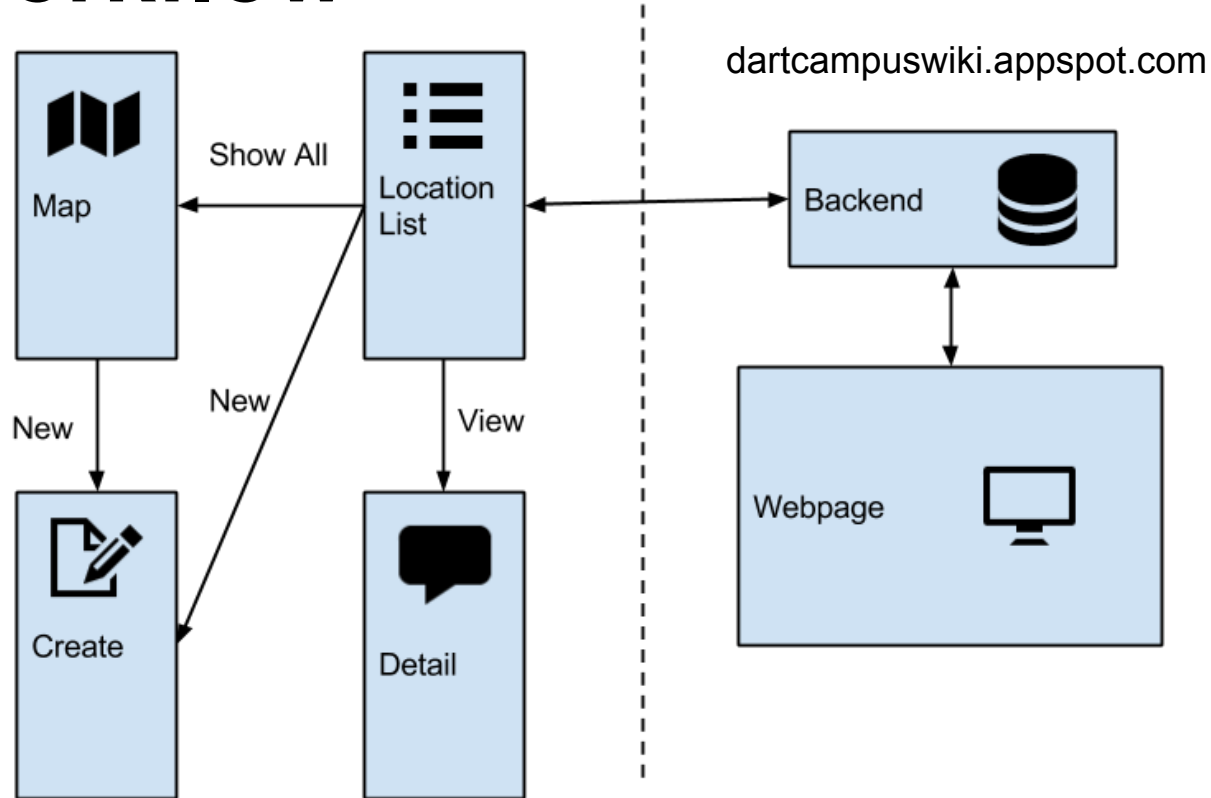 dartcampuswiki.appspot.com
Map
Show All
Location
List
Backend
New
New
View
Webpage
Create
Detail